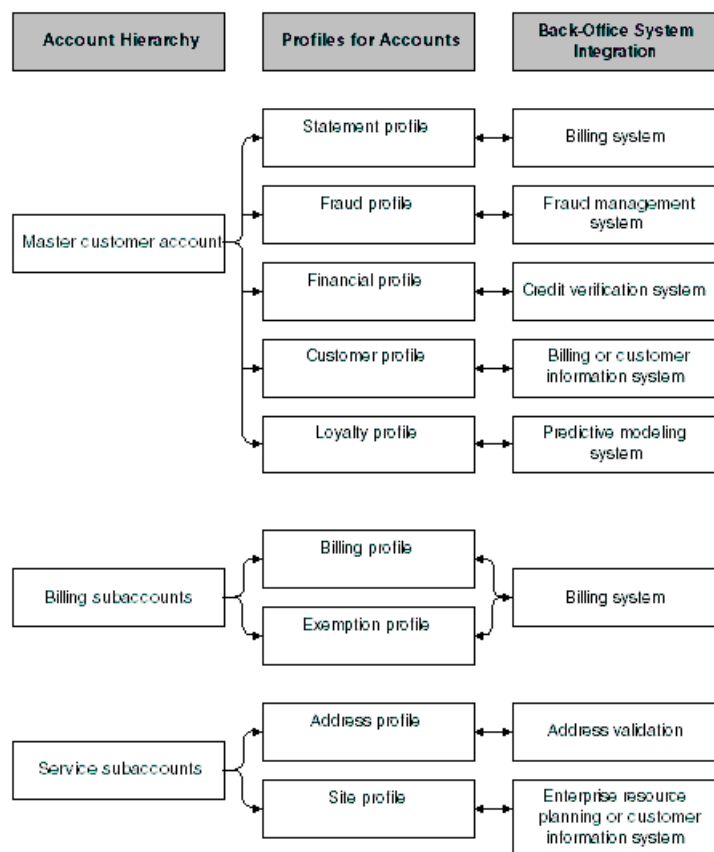 Account Hierarchy
Profiles for Accounts
Back-Office System
Integration
Master customer account
Statement profile
Billing system
Fraud profile
Fraud management
system
Financial profile
Credit verification system
Customer profile
Billing or customer
information system
Loyalty profile
Predictive modeling
system
Billing subaccounts
Billing profile
Exemption profile
Billing system
Service subaccounts
Address profile
Address validation
Site profile
Enterprise resource
planning or customer
information system